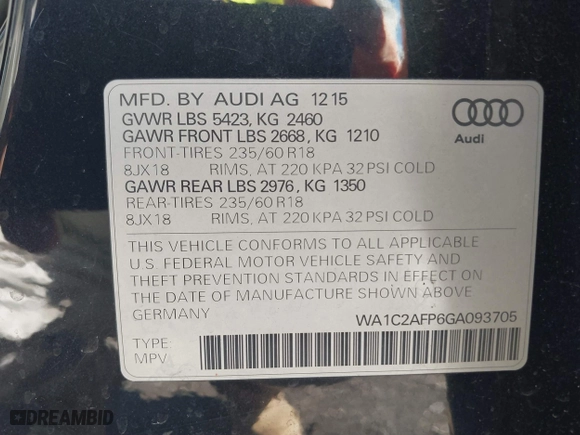 MFD. BY AUDI AG 12 15
GVWR LBS 5423, KG 2460
GAWR FRONT LBS 2668, KG 1210
FRONT-TIRES 235/60 R18
8JX18 RIMS, AT 220 KPA 32 PSI COLD
GAWR REAR LBS 2976, KG 1350
REAR-TIRES 235/60 R18
8JX18 RIMS, AT 220 KPA 32 PSI COLD
Audi
THIS VEHICLE CONFORMS TO ALL APPLICABLE
U.S. FEDERAL MOTOR VEHICLE SAFETY AND
THEFT PREVENTION STANDARDS IN EFFECT ON
THE DATE OF MANUFACTURE SHOWN ABOVE
GERMANY
WA1C2AFP6GA093705
TYPE
MPV
DREAMBID